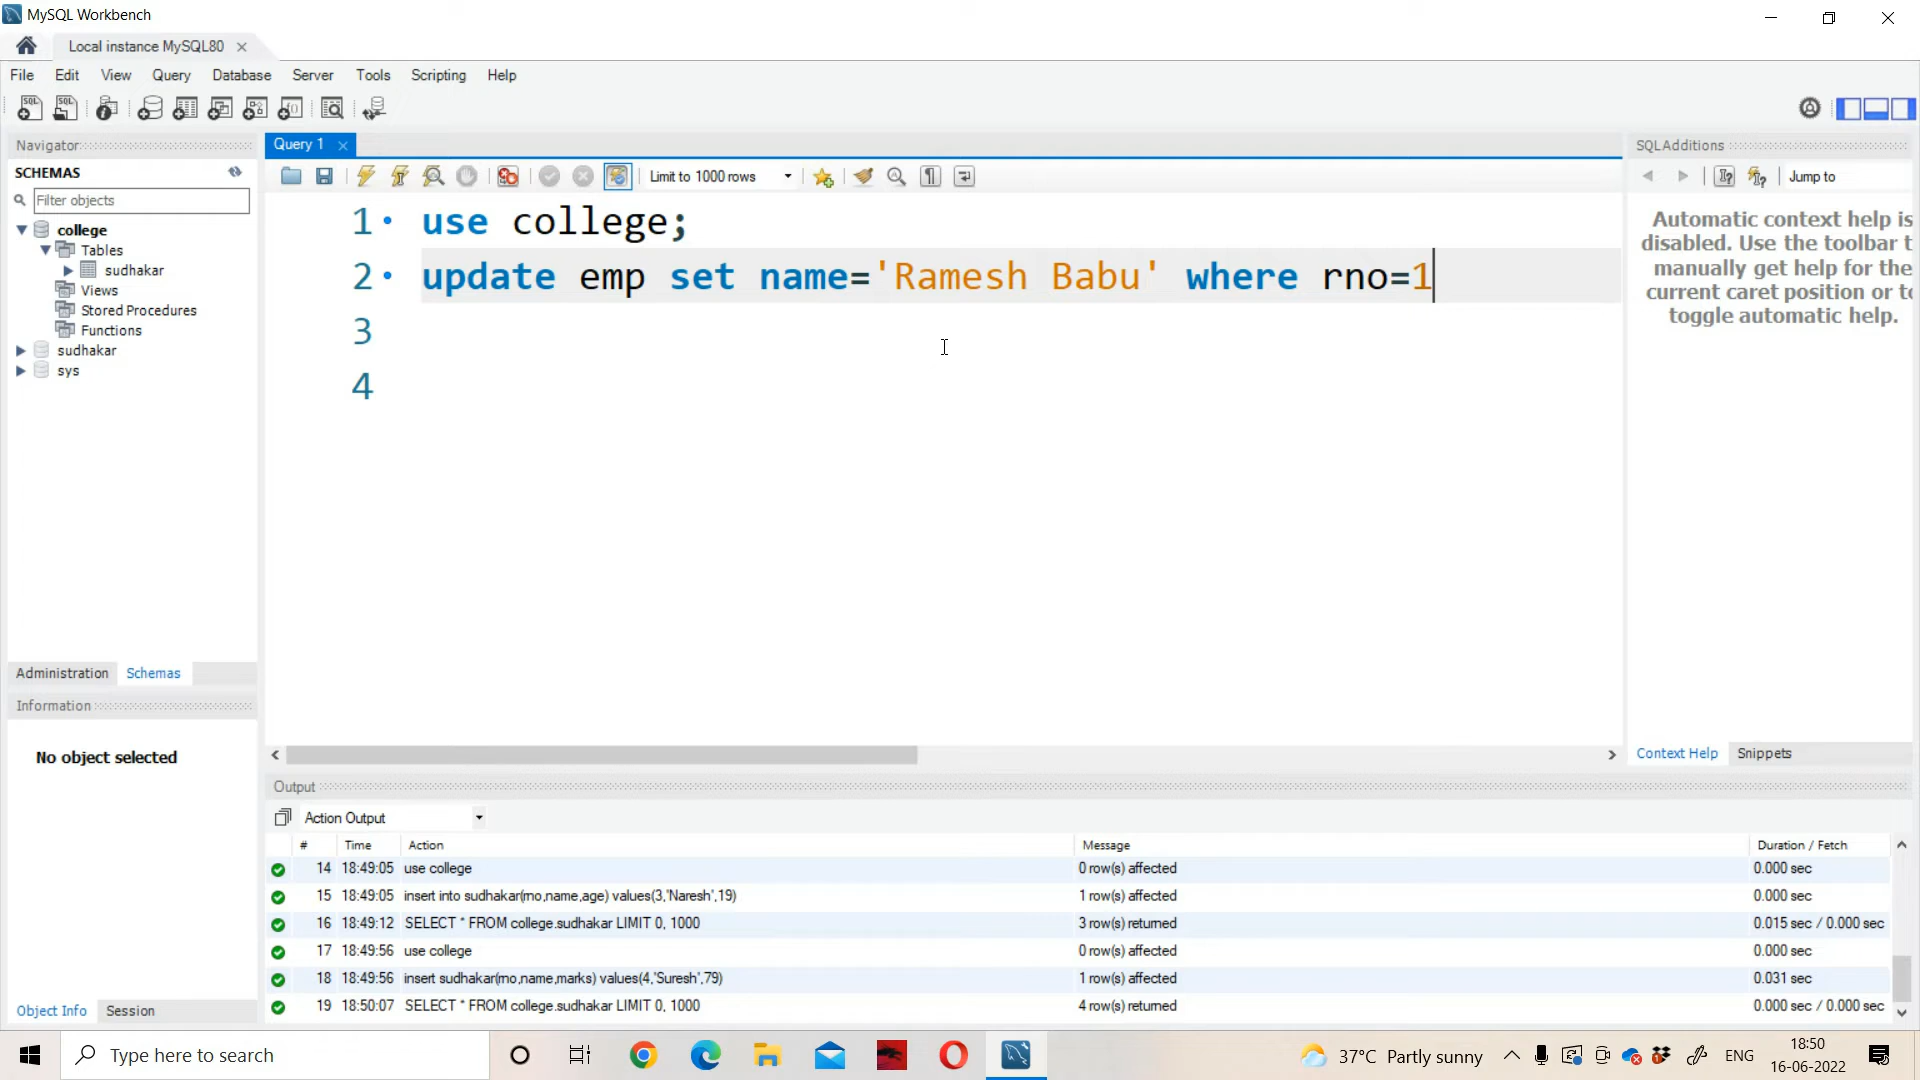 MySQL Workbench
Local instance MySQL80
File Edit View Query Database Server Tools Scripting Help
Navigator
SCHEMAS
Filter objects
college
Tables
sudhakar
Views
Stored Procedures
Functions
sudhakar
sys
Administration Schemas
Information
No object selected
Object Info Session
Query 1
Limit to 1000 rows
1 use college;
2 update emp set name='Ramesh Babu' where rno=1
3
4
SQLAdditions
Jump to
Automatic context help is
disabled. Use the toolbar t
manually get help for the
current caret position or to
toggle automatic help.
Context Help Snippets
Output
Action Output
# Time Action Message Duration / Fetch
14 18:49:05 use college 0 row(s) affected 0.000 sec
15 18:49:05 insert into sudhakar(rno,name,age) values(3,'Naresh',19) 1 row(s) affected 0.000 sec
16 18:49:12 SELECT * FROM college.sudhakar LIMIT 0, 1000 3 row(s) returned 0.015 sec / 0.000 sec
17 18:49:56 use college 0 row(s) affected 0.000 sec
18 18:49:56 insert sudhakar(rno,name,marks) values(4,'Suresh',79) 1 row(s) affected 0.031 sec
19 18:50:07 SELECT * FROM college.sudhakar LIMIT 0, 1000 4 row(s) returned 0.000 sec / 0.000 sec
Type here to search
37°C Partly sunny
ENG
18:50
16-06-2022